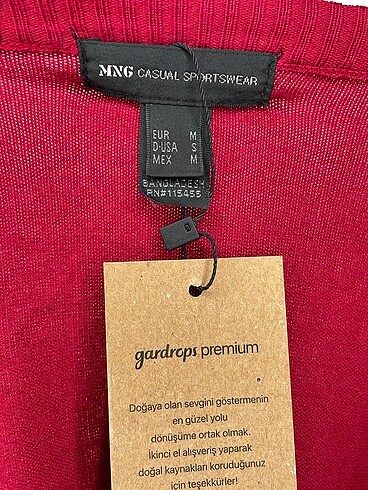 MNG CASUAL SPORTSWEAR
EUR M
D·USA S
MEX M
BANGLADESH
RN#115455
gardrops premium
Doğaya olan sevgini göstermenin
en güzel yolu
dönüşüme ortak olmak.
İkinci el alışveriş yaparak
doğal kaynakları koruduğunuz
için teşekkürler!